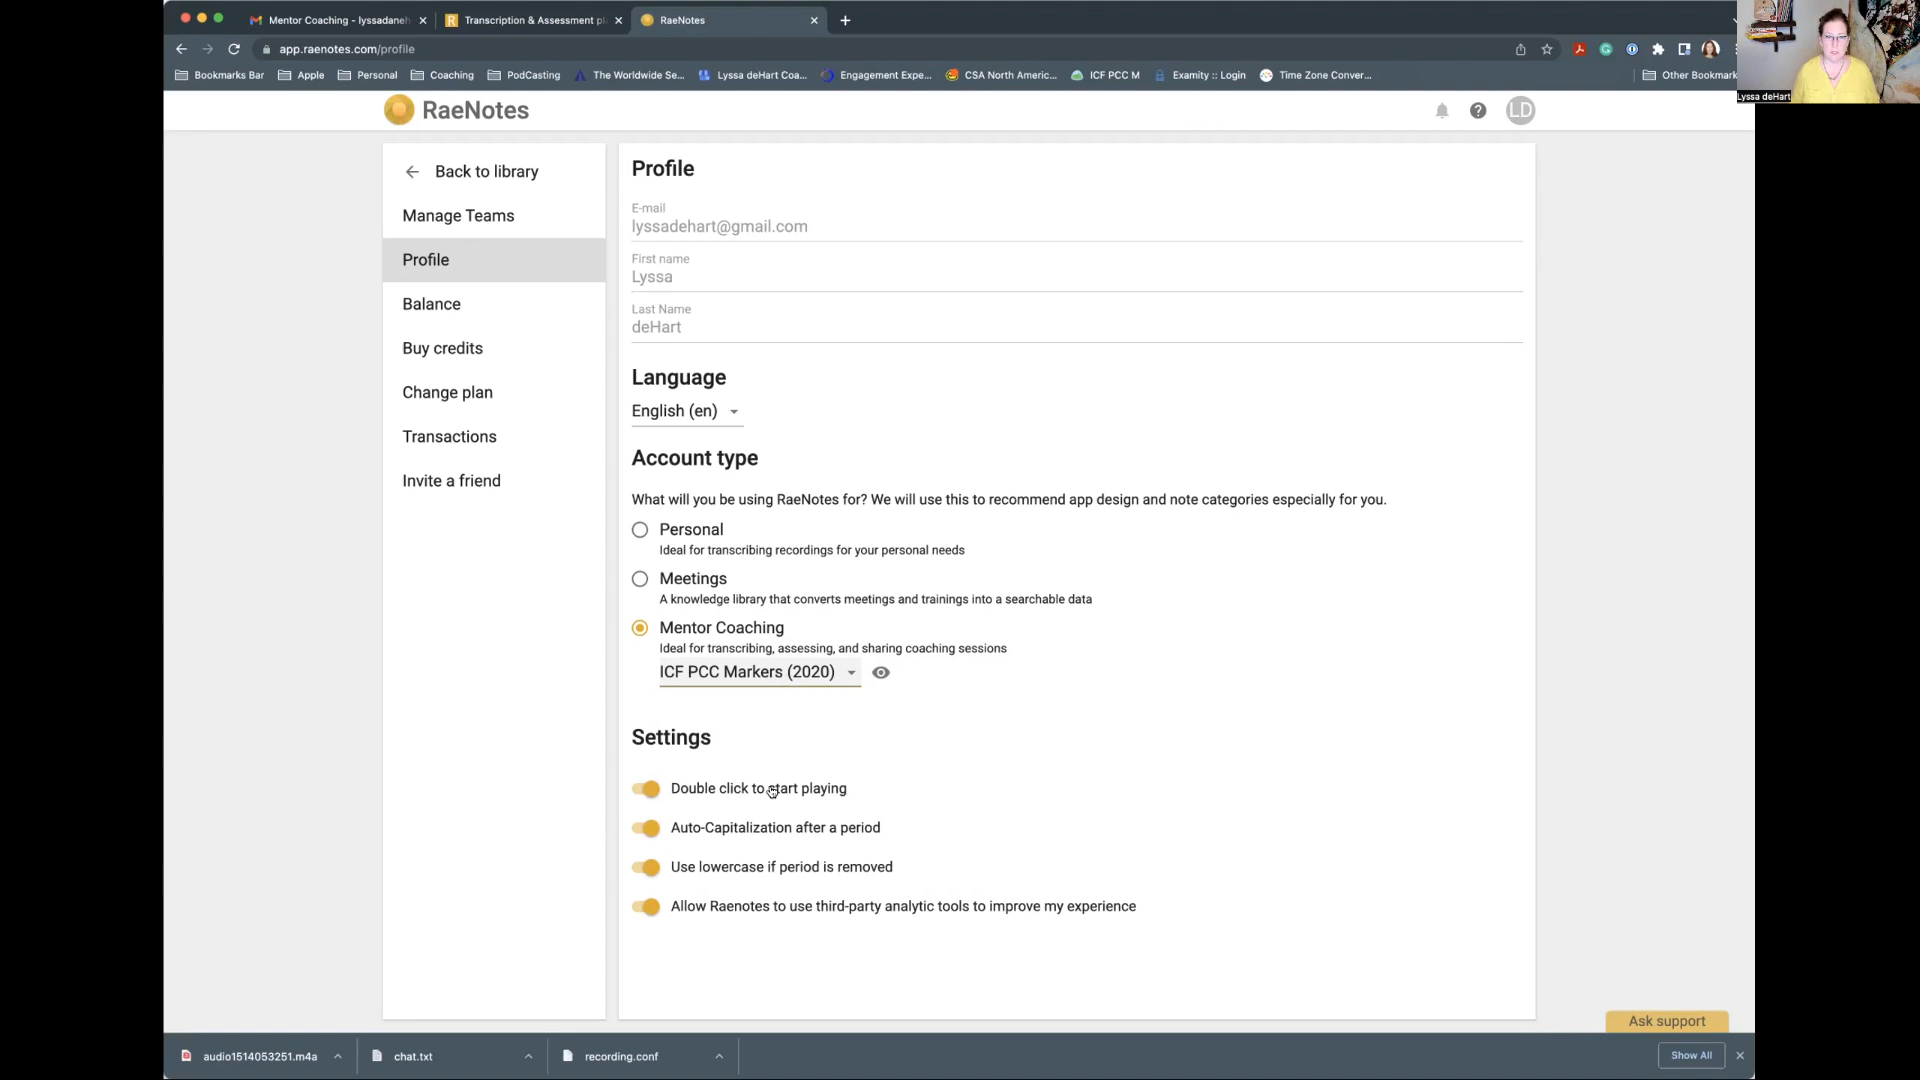 Mentor Coaching - lyssadaneh
Transcription & Assessment pl
RaeNotes
app.raenotes.com/profile
Bookmarks Bar
Apple
Personal
Coaching
PodCasting
The Worldwide Se...
Lyssa deHart Coa...
Engagement Expe...
CSA North Americ...
ICF PCC M
Examity :: Login
Time Zone Conver...
Other Bookmark
Lyssa deHart
RaeNotes
LD
Back to library
Manage Teams
Profile
Balance
Buy credits
Change plan
Transactions
Invite a friend
Profile
E-mail
lyssadehart@gmail.com
First name
Lyssa
Last Name
deHart
Language
English (en)
Account type
What will you be using RaeNotes for? We will use this to recommend app design and note categories especially for you.
Personal
Ideal for transcribing recordings for your personal needs
Meetings
A knowledge library that converts meetings and trainings into a searchable data
Mentor Coaching
Ideal for transcribing, assessing, and sharing coaching sessions
ICF PCC Markers (2020)
Settings
Double click to start playing
Auto-Capitalization after a period
Use lowercase if period is removed
Allow Raenotes to use third-party analytic tools to improve my experience
Ask support
audio1514053251.m4a
chat.txt
recording.conf
Show All